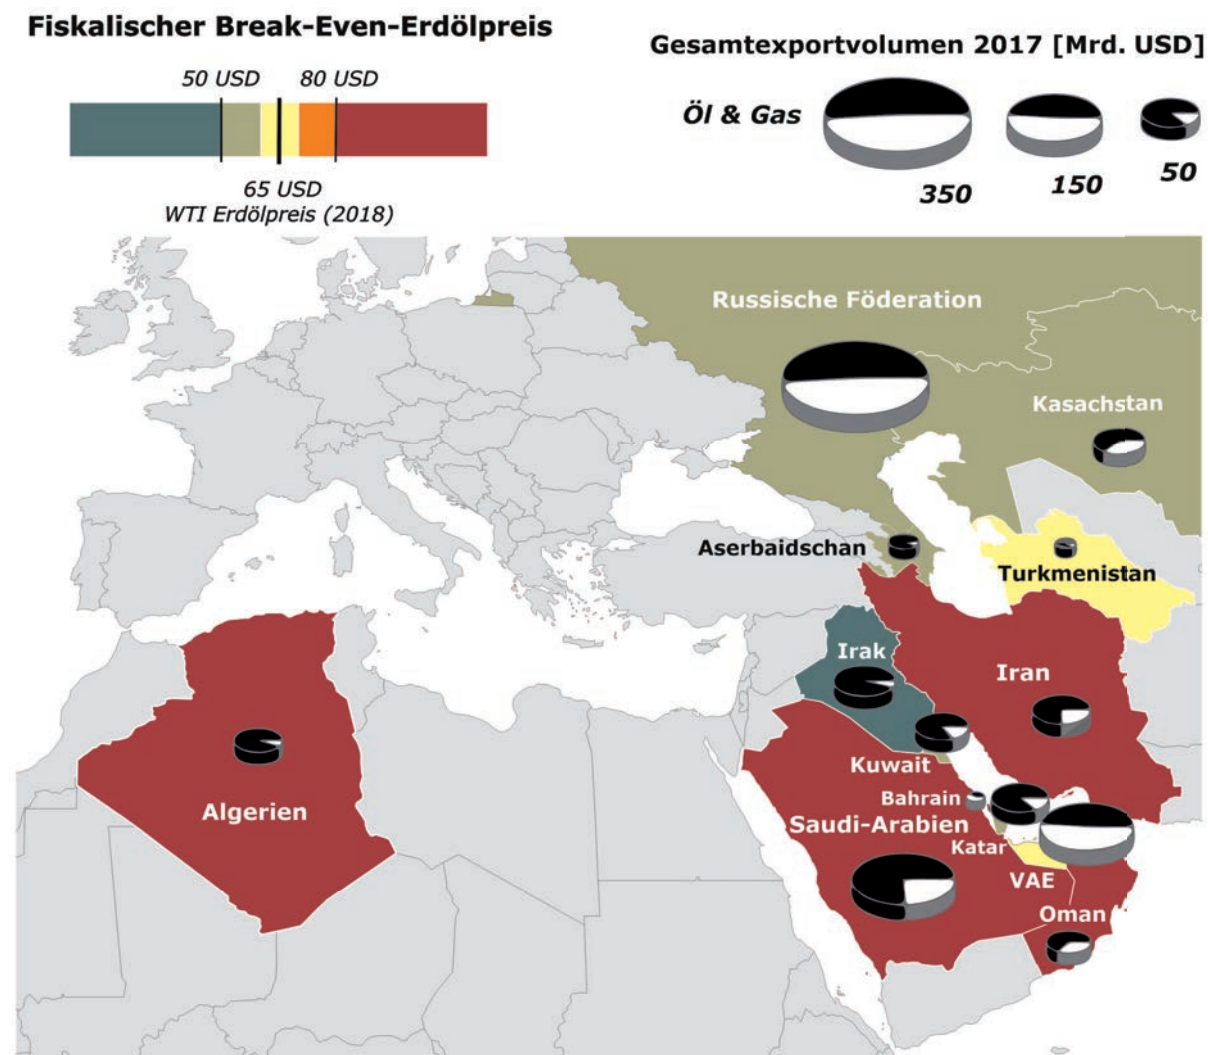 Fiskalischer Break-Even-Erdölpreis
50 USD 80 USD
65 USD
WTI Erdölpreis (2018)
Gesamtexportvolumen 2017 [Mrd. USD]
Öl & Gas
350
150
50
Russische Föderation
Kasachstan
Aserbaidschan
Turkmenistan
Irak
Iran
Kuwait
Bahrain
Saudi-Arabien
Katar
VAE
Oman
Algerien